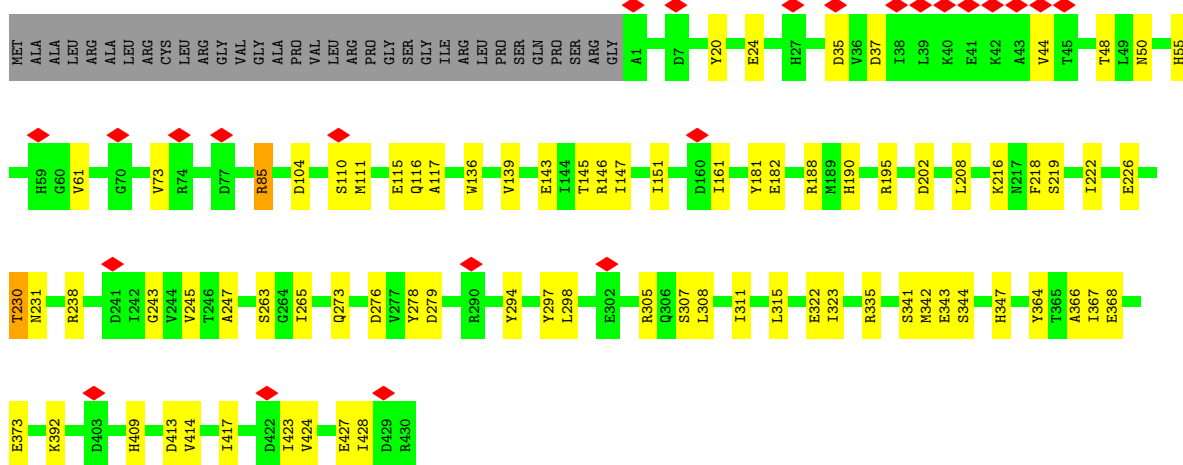 MET ALA ALA LEU ARG ALA LEU ARG CYS LEU ARG GLY VAL GLY ALA PRO VAL LEU ARG PRO GLY SER GLY ILE ARG LEU PRO SER GLN PRO SER ARG GLY A1 D7 Y20 E24 H27 D35 V36 D37 I38 L39 K40 E41 K42 A43 V44 T45 T48 L49 N50 H55
H59 G60 V61 G70 V73 R74 D77 R85 D104 S110 M111 E115 Q116 A117 W136 V139 E143 I144 T145 R146 I147 I151 D160 I161 Y181 E182 R188 M189 H190 R195 D202 L208 K216 N217 F218 S219 I222 E226
T230 N231 R238 D241 I242 G243 V244 V245 T246 A247 S263 G264 I265 Q273 D276 V277 Y278 D279 R290 Y294 Y297 L298 E302 R305 Q306 S307 L308 I311 L315 E322 I323 R335 S341 M342 E343 S344 H347 Y364 T365 A366 I367 E368
E373 K392 D403 H409 D413 V414 I417 D422 I423 V424 E427 I428 D429 R430